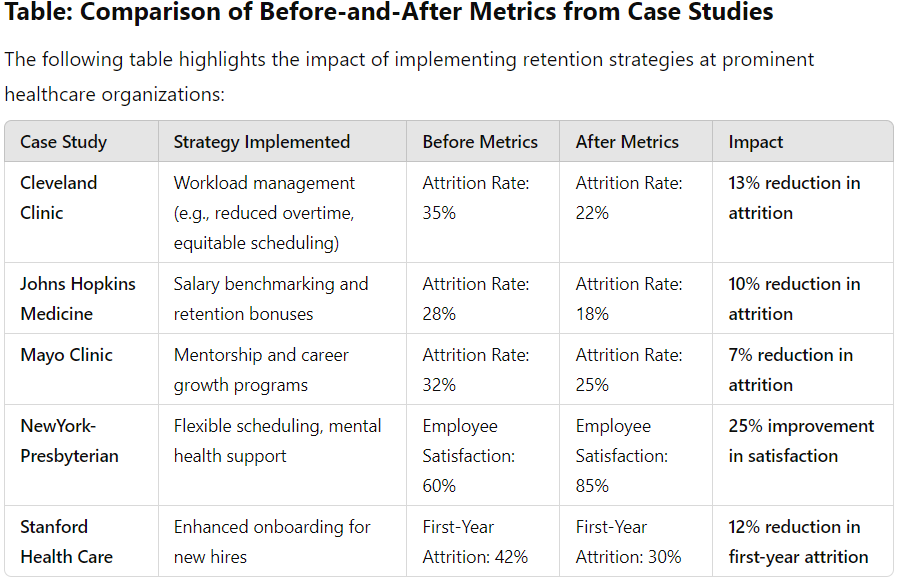 Table: Comparison of Before-and-After Metrics from Case Studies
The following table highlights the impact of implementing retention strategies at prominent
healthcare organizations:
Case Study Strategy Implemented Before Metrics After Metrics Impact
Cleveland Workload management Attrition Rate: Attrition Rate: 13% reduction in
Clinic (e.g., reduced overtime, 35% 22% attrition
equitable scheduling)
Johns Hopkins Salary benchmarking and Attrition Rate: Attrition Rate: 10% reduction in
Medicine retention bonuses 28% 18% attrition
Mayo Clinic Mentorship and career Attrition Rate: Attrition Rate: 7% reduction in
growth programs 32% 25% attrition
NewYork- Flexible scheduling, mental Employee Employee 25% improvement
Presbyterian health support Satisfaction: Satisfaction: in satisfaction
60% 85%
Stanford Enhanced onboarding for First-Year First-Year 12% reduction in
Health Care new hires Attrition: 42% Attrition: 30% first-year attrition